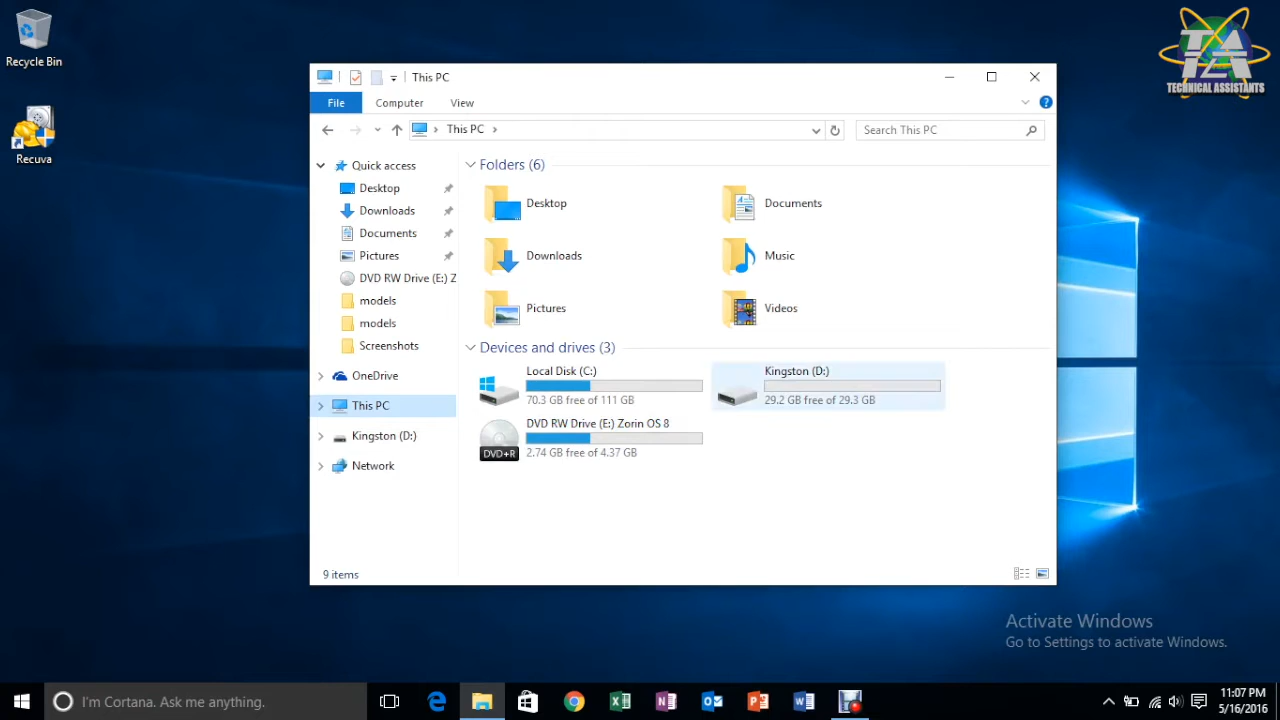 Recycle Bin
Recuva
TA
TECHNICAL ASSISTANTS
This PC
File
Computer
View
This PC
Search This PC
Quick access
Desktop
Downloads
Documents
Pictures
DVD RW Drive (E:) Z
models
models
Screenshots
OneDrive
This PC
Kingston (D:)
Network
Folders (6)
Desktop
Documents
Downloads
Music
Pictures
Videos
Devices and drives (3)
Local Disk (C:)
70.3 GB free of 111 GB
Kingston (D:)
29.2 GB free of 29.3 GB
DVD RW Drive (E:) Zorin OS 8
DVD+R
2.74 GB free of 4.37 GB
9 items
Activate Windows
Go to Settings to activate Windows.
I'm Cortana. Ask me anything.
11:07 PM
5/16/2016